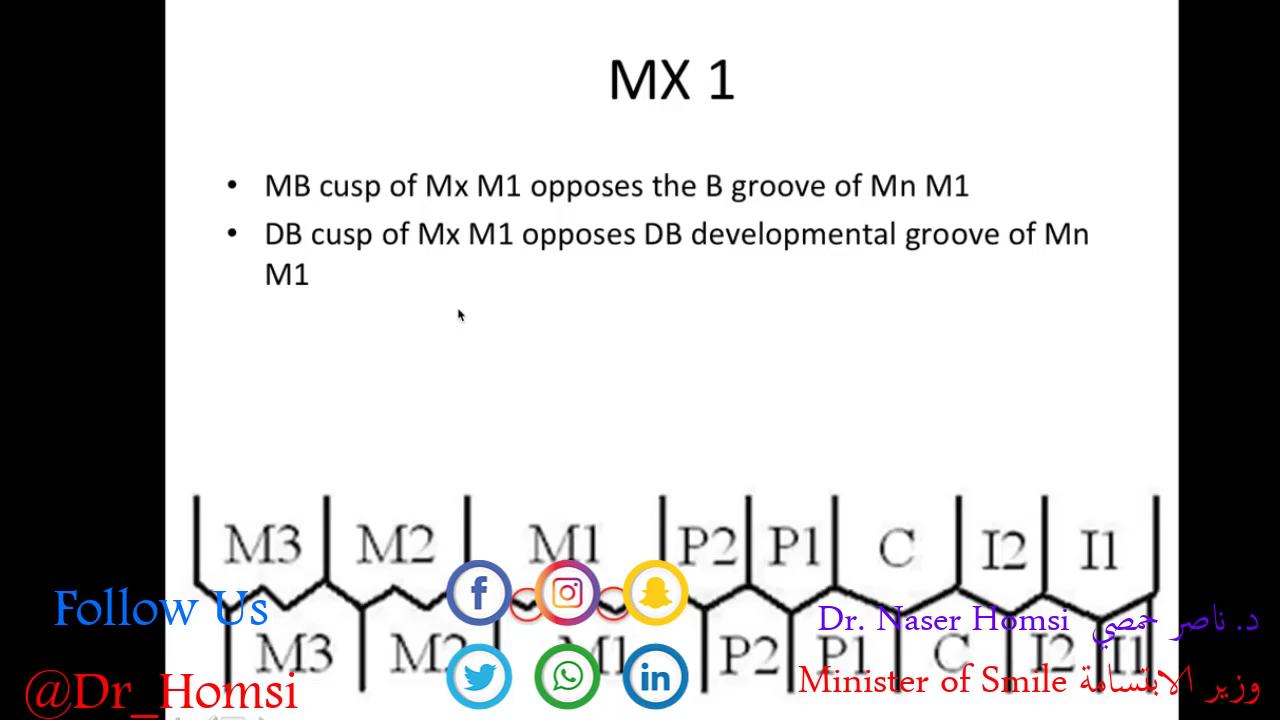 MX 1
• MB cusp of Mx M1 opposes the B groove of Mn M1
• DB cusp of Mx M1 opposes DB developmental groove of Mn
M1
M3 M2 M1 P2 P1 C I2 I1
Follow Us
Dr. Naser Homsi د. ناصر حمصي
M3 M2 M1 P2 P1 C I2 I1
@Dr_Homsi
Minister of Smile وزير الابتسامة